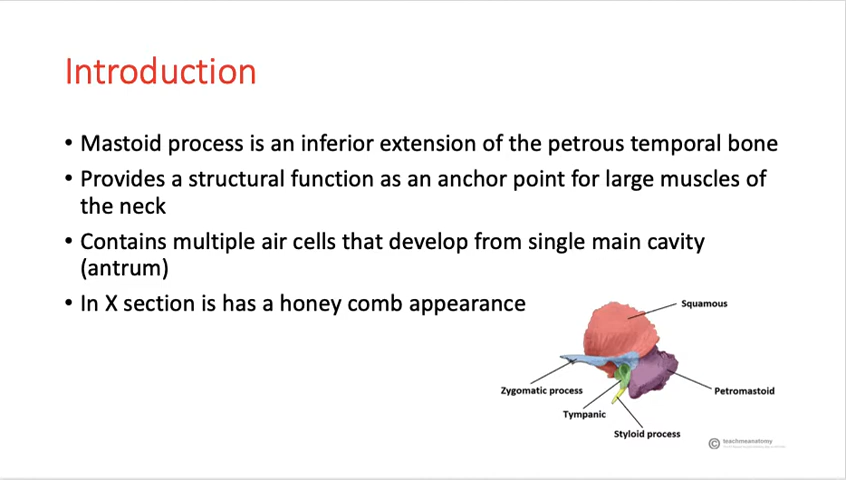 Introduction
• Mastoid process is an inferior extension of the petrous temporal bone
• Provides a structural function as an anchor point for large muscles of
the neck
• Contains multiple air cells that develop from single main cavity
(antrum)
• In X section is has a honey comb appearance
Squamous
Zygomatic process
Petromastoid
Tympanic
Styloid process
© teachmeanatomy